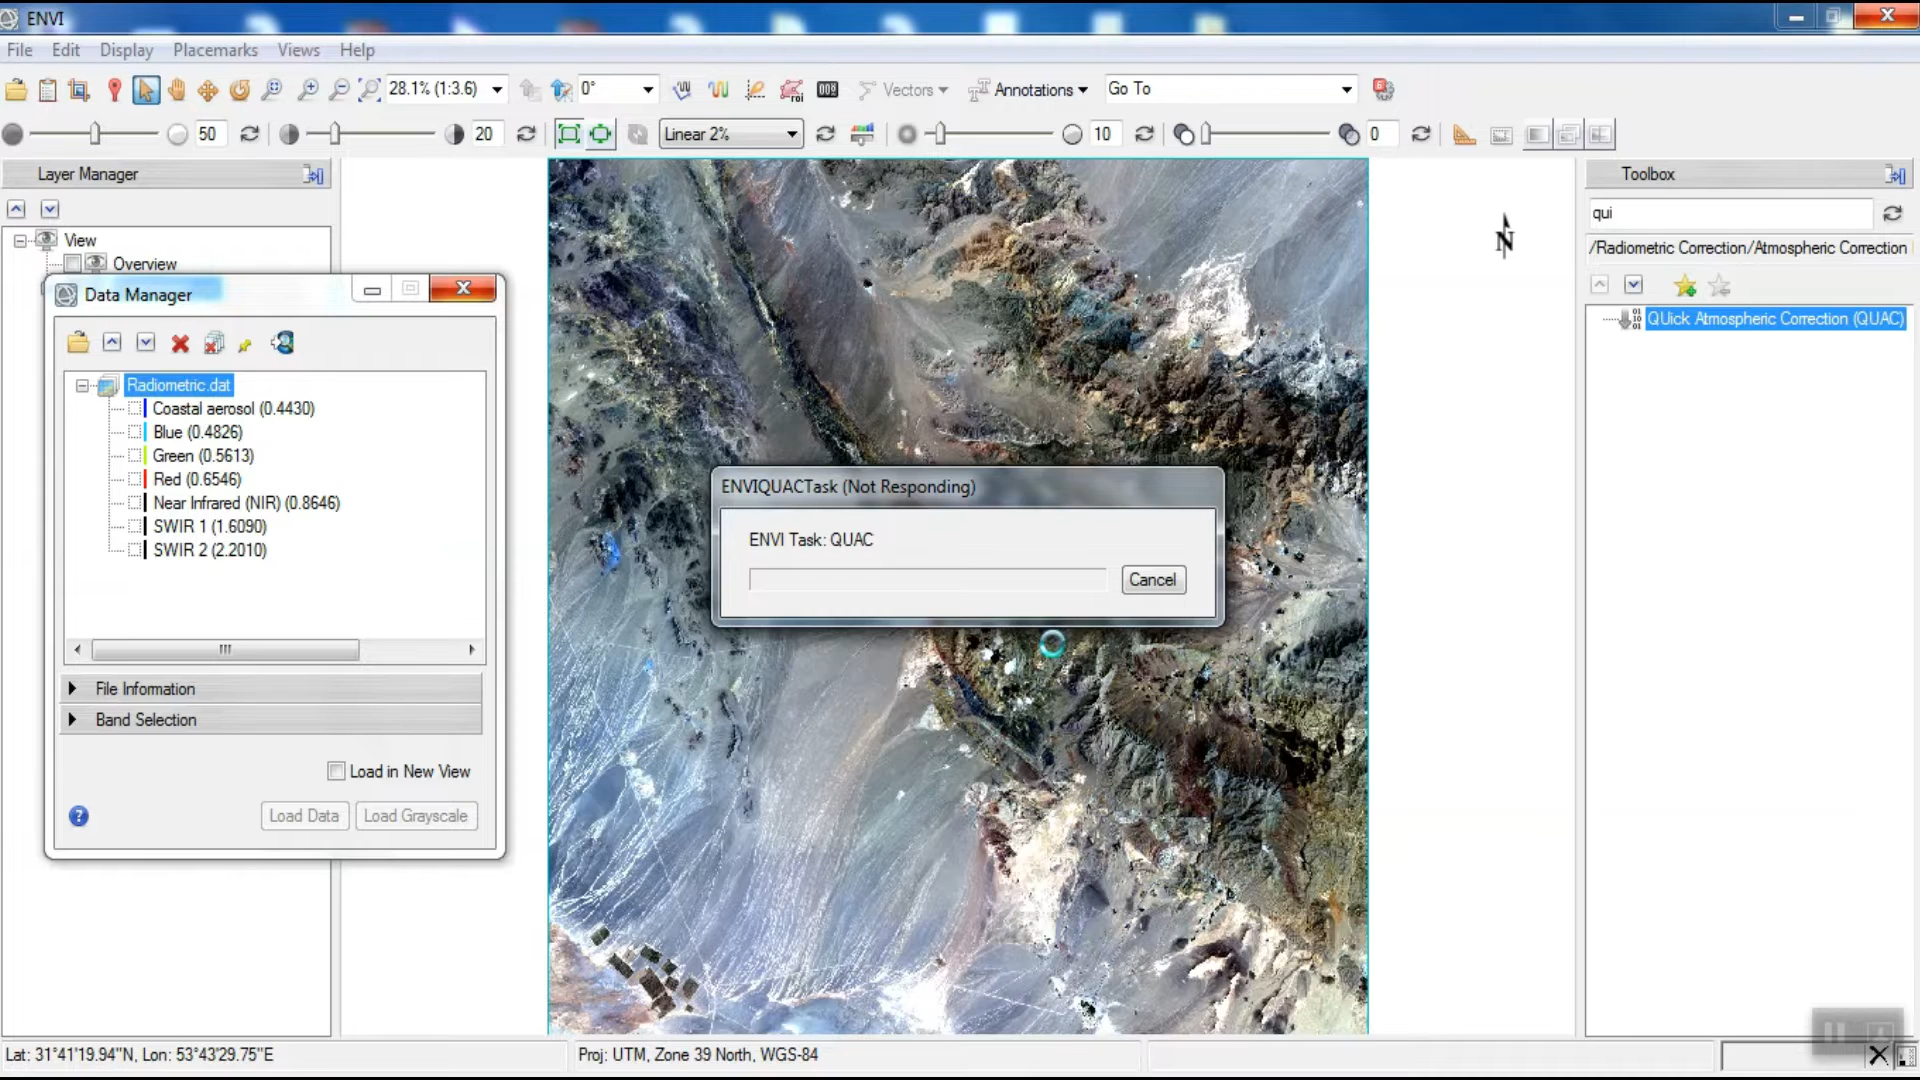 ENVI
File Edit Display Placemarks Views Help
28.1% (1:3.6) 0° roi Vectors Annotations Go To
50 20 Linear 2% 10 0
Layer Manager
View
Overview
Data Manager
Radiometric.dat
Coastal aerosol (0.4430)
Blue (0.4826)
Green (0.5613)
Red (0.6546)
Near Infrared (NIR) (0.8646)
SWIR 1 (1.6090)
SWIR 2 (2.2010)
File Information
Band Selection
Load in New View
Load Data Load Grayscale
ENVIQUACTask (Not Responding)
ENVI Task: QUAC
Cancel
N
Toolbox
qui
/Radiometric Correction/Atmospheric Correction
QUick Atmospheric Correction (QUAC)
Lat: 31°41'19.94"N, Lon: 53°43'29.75"E
Proj: UTM, Zone 39 North, WGS-84